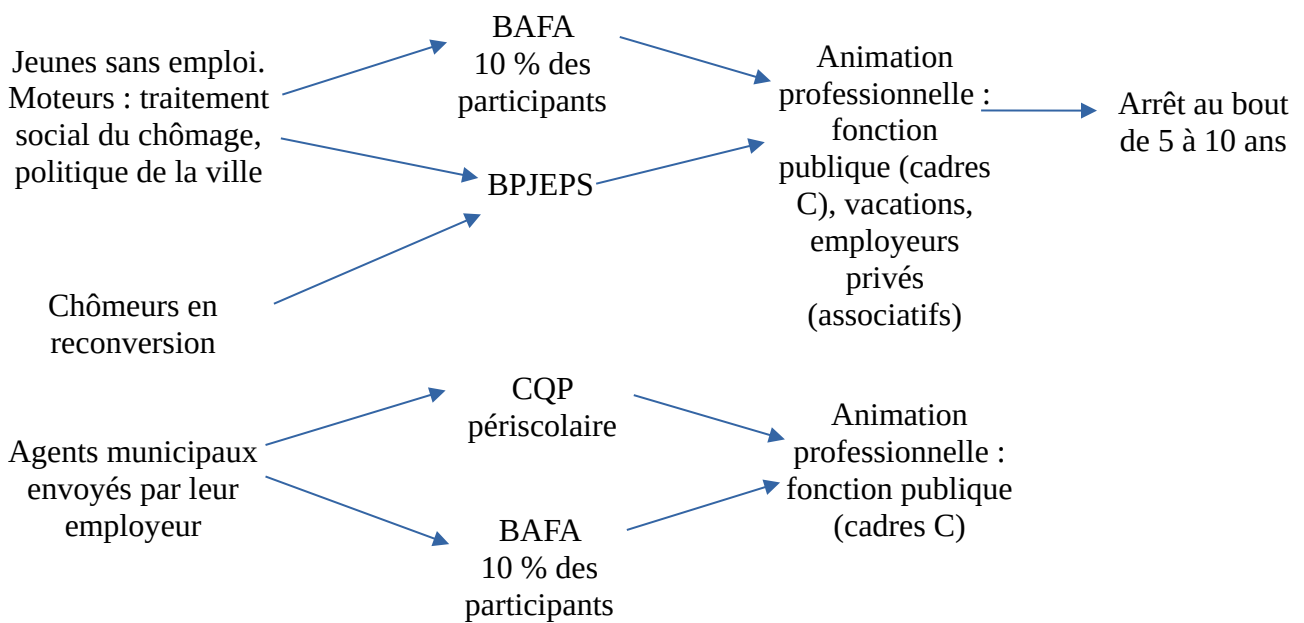 Jeunes sans emploi.
Moteurs : traitement
social du chômage,
politique de la ville
BAFA
10 % des
participants
BPJEPS
Animation
professionnelle :
fonction
publique (cadres
C), vacations,
employeurs
privés
(associatifs)
Arrêt au bout
de 5 à 10 ans
Chômeurs en
reconversion
Agents municipaux
envoyés par leur
employeur
CQP
périscolaire
BAFA
10 % des
participants
Animation
professionnelle :
fonction publique
(cadres C)